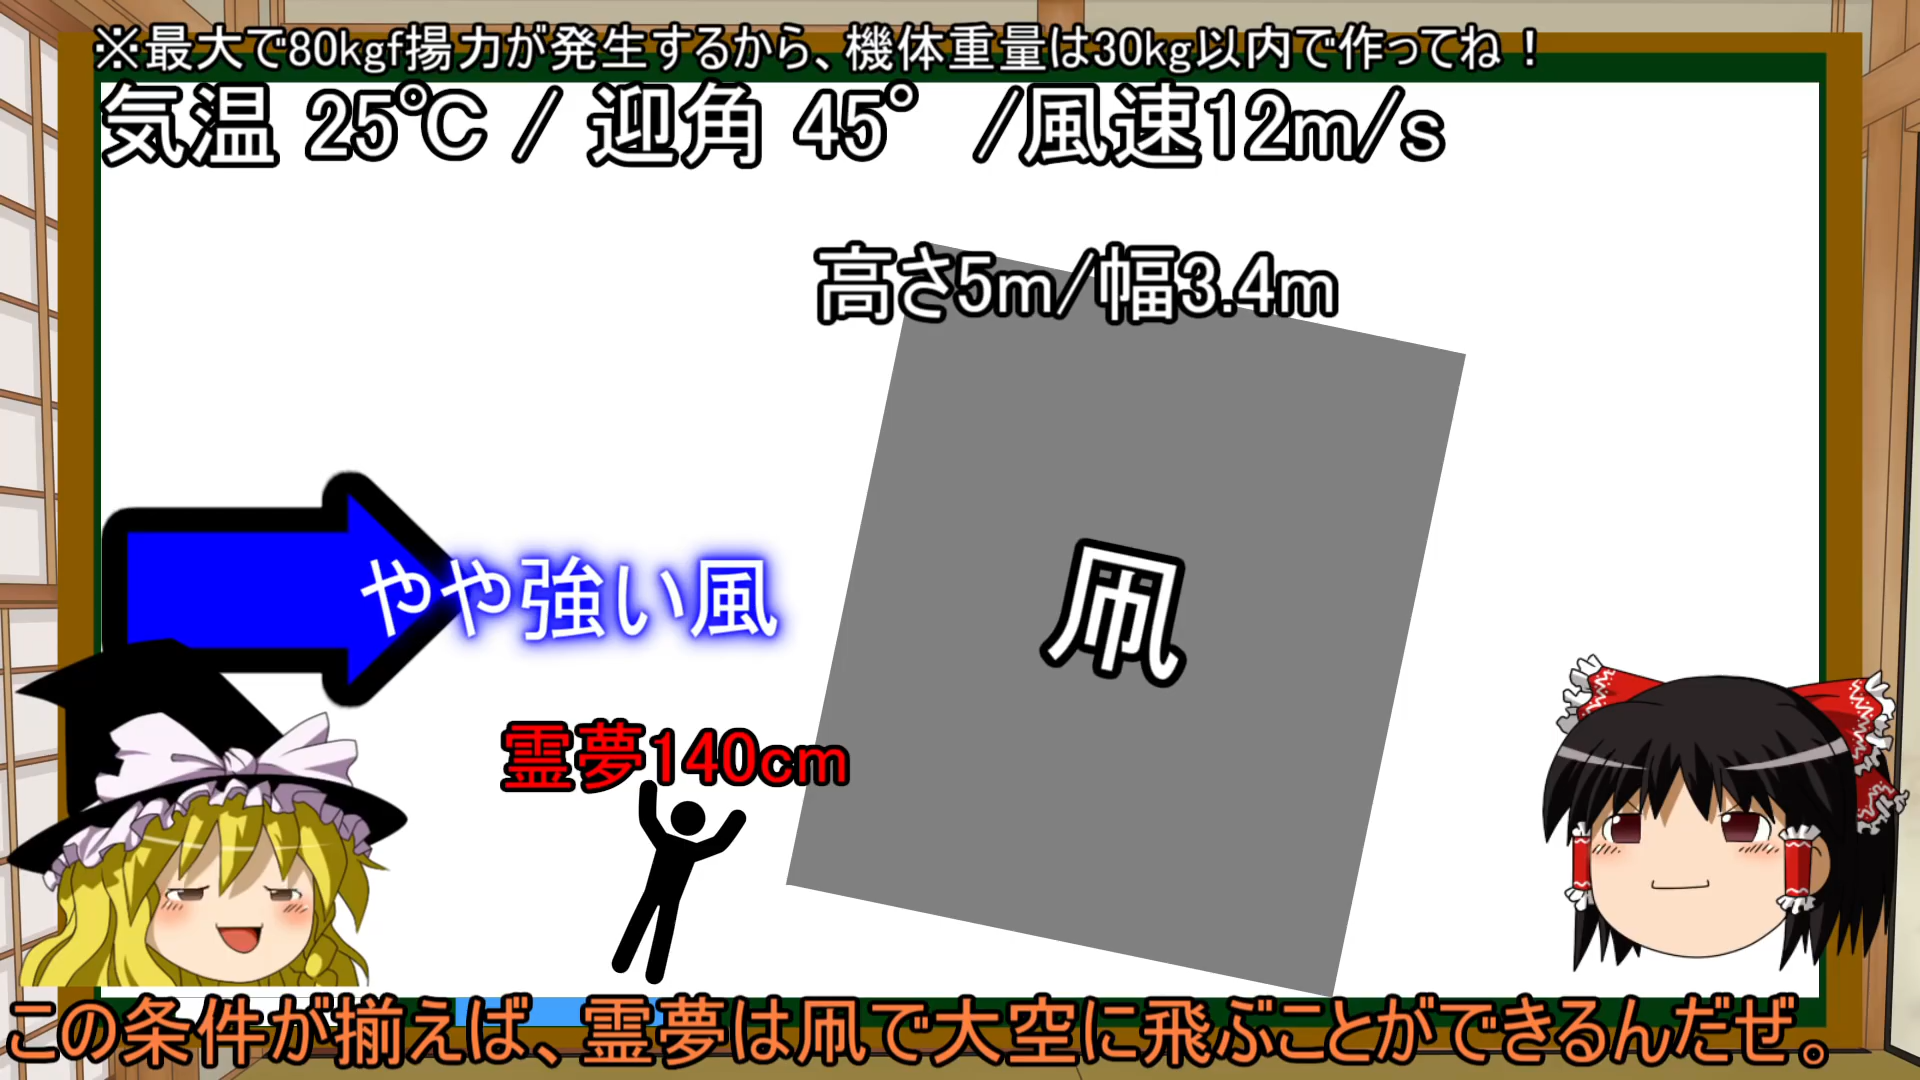 ※最大で80kgf揚力が発生するから、機体重量は30kg以内で作ってね！
気温 25℃ / 迎角 45° /風速12m/s
高さ5m/幅3.4m
やや強い風
凧
霊夢140cm
この条件が揃えば、霊夢は凧で大空に飛ぶことができるんだぜ。